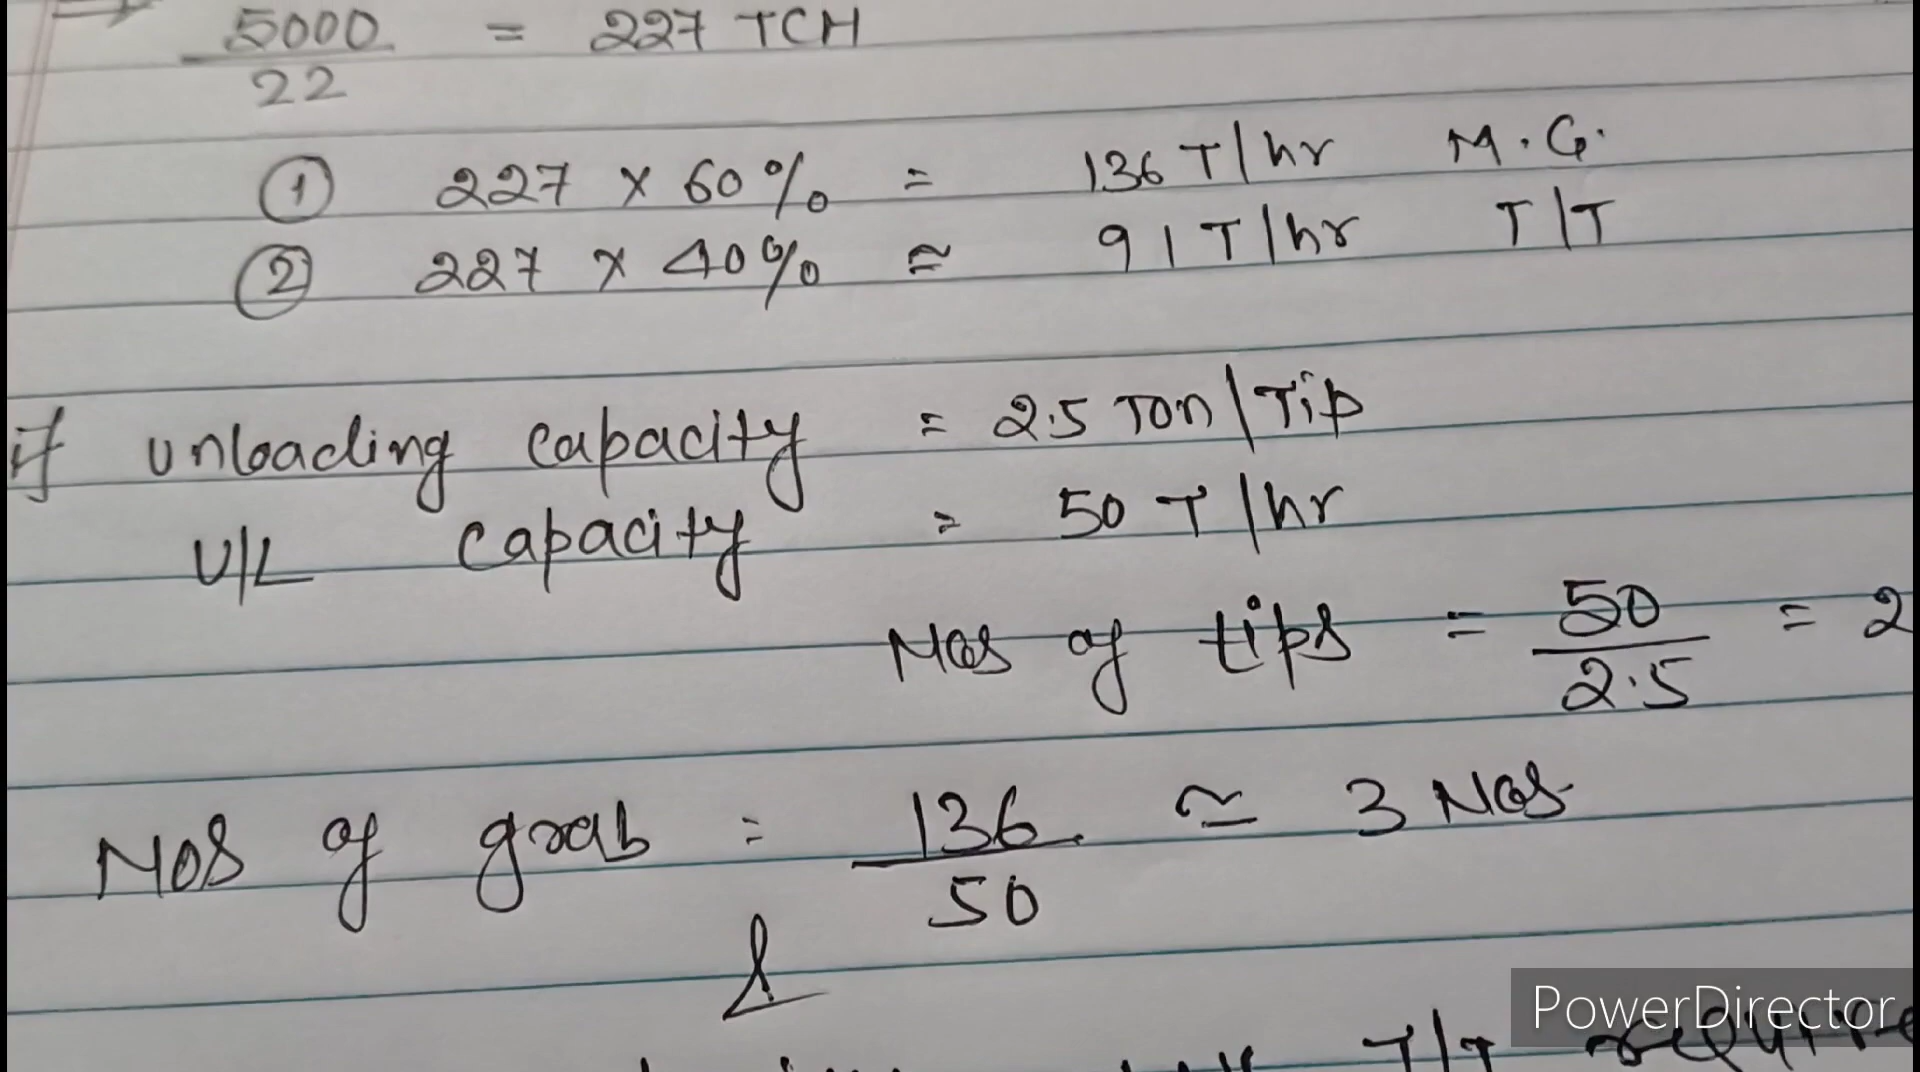 5000 = 227 TCH
22
① 227 × 60% = 136 T/hr M.G.
② 227 × 40% ≃ 91 T/hr T/T
if unloading capacity = 2.5 Ton/Tip
U/L capacity = 50 T/hr
Nos of tips = 50 = 2
2.5
Nos of grab = 136 ≃ 3 Nos
50
&
T/T require
PowerDirector